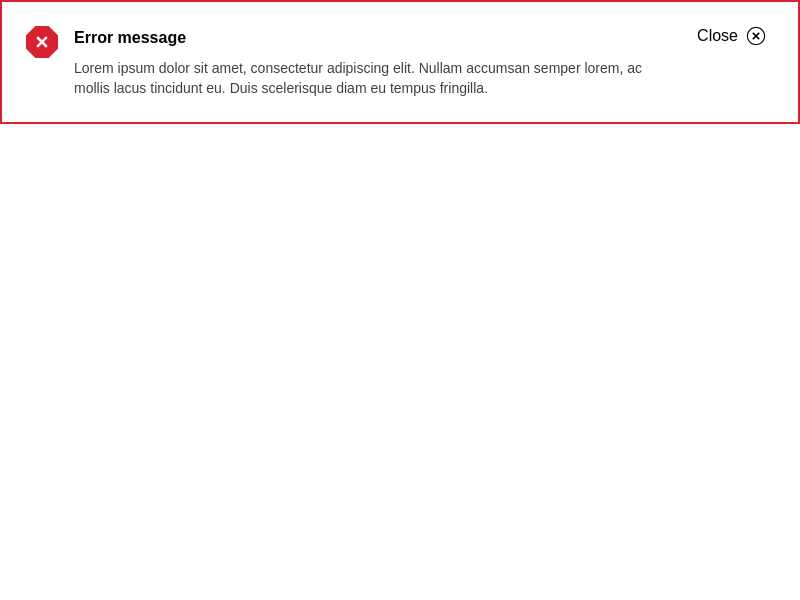 Error message
Close
Lorem ipsum dolor sit amet, consectetur adipiscing elit. Nullam accumsan semper lorem, ac
mollis lacus tincidunt eu. Duis scelerisque diam eu tempus fringilla.